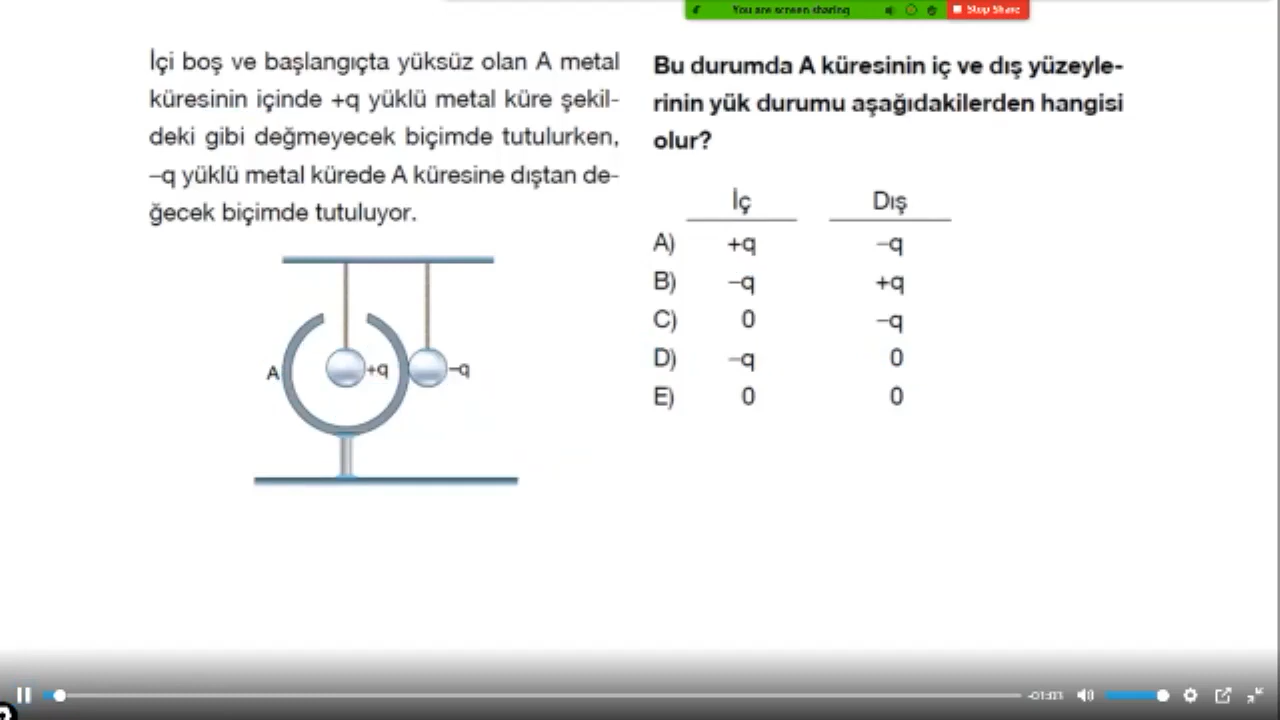 You are screen sharing
Stop Share
İçi boş ve başlangıçta yüksüz olan A metal
küresinin içinde +q yüklü metal küre şekil-
deki gibi değmeyecek biçimde tutulurken,
–q yüklü metal kürede A küresine dıştan de-
ğecek biçimde tutuluyor.
A
+q
–q
Bu durumda A küresinin iç ve dış yüzeyle-
rinin yük durumu aşağıdakilerden hangisi
olur?
İç Dış
A) +q –q
B) –q +q
C) 0 –q
D) –q 0
E) 0 0
-01:03